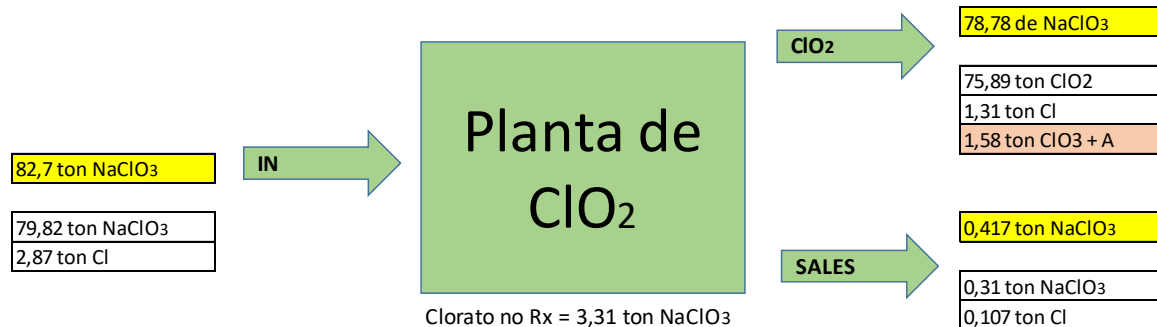 82,7 ton NaClO3
79,82 ton NaClO3
2,87 ton Cl
IN
Planta de
ClO2
Clorato no Rx = 3,31 ton NaClO3
ClO2
78,78 de NaClO3
75,89 ton ClO2
1,31 ton Cl
1,58 ton ClO3 + A
SALES
0,417 ton NaClO3
0,31 ton NaClO3
0,107 ton Cl